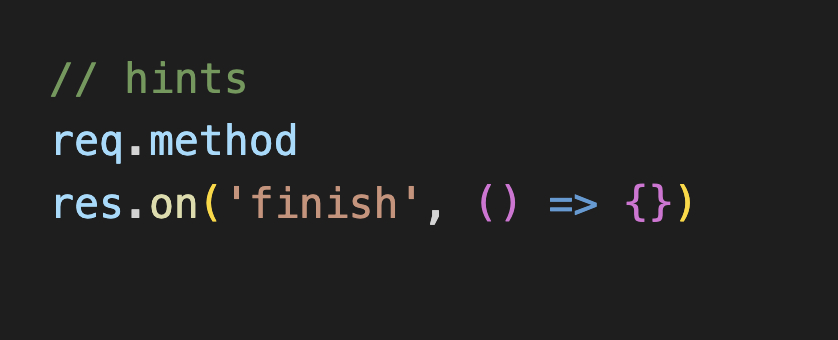 // hints
req.method
res.on('finish', () => {})